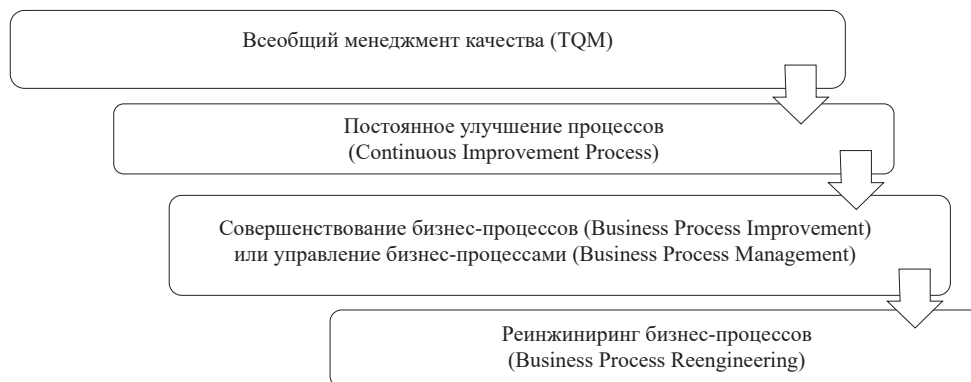 Всеобщий менеджмент качества (TQM)
Постоянное улучшение процессов
(Continuous Improvement Process)
Совершенствование бизнес-процессов (Business Process Improvement)
или управление бизнес-процессами (Business Process Management)
Реинжиниринг бизнес-процессов
(Business Process Reengineering)